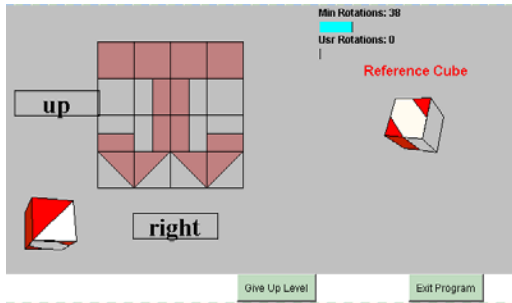 Min Rotations: 38
Usr Rotations: 0
Reference Cube
up
right
Give Up Level
Exit Program